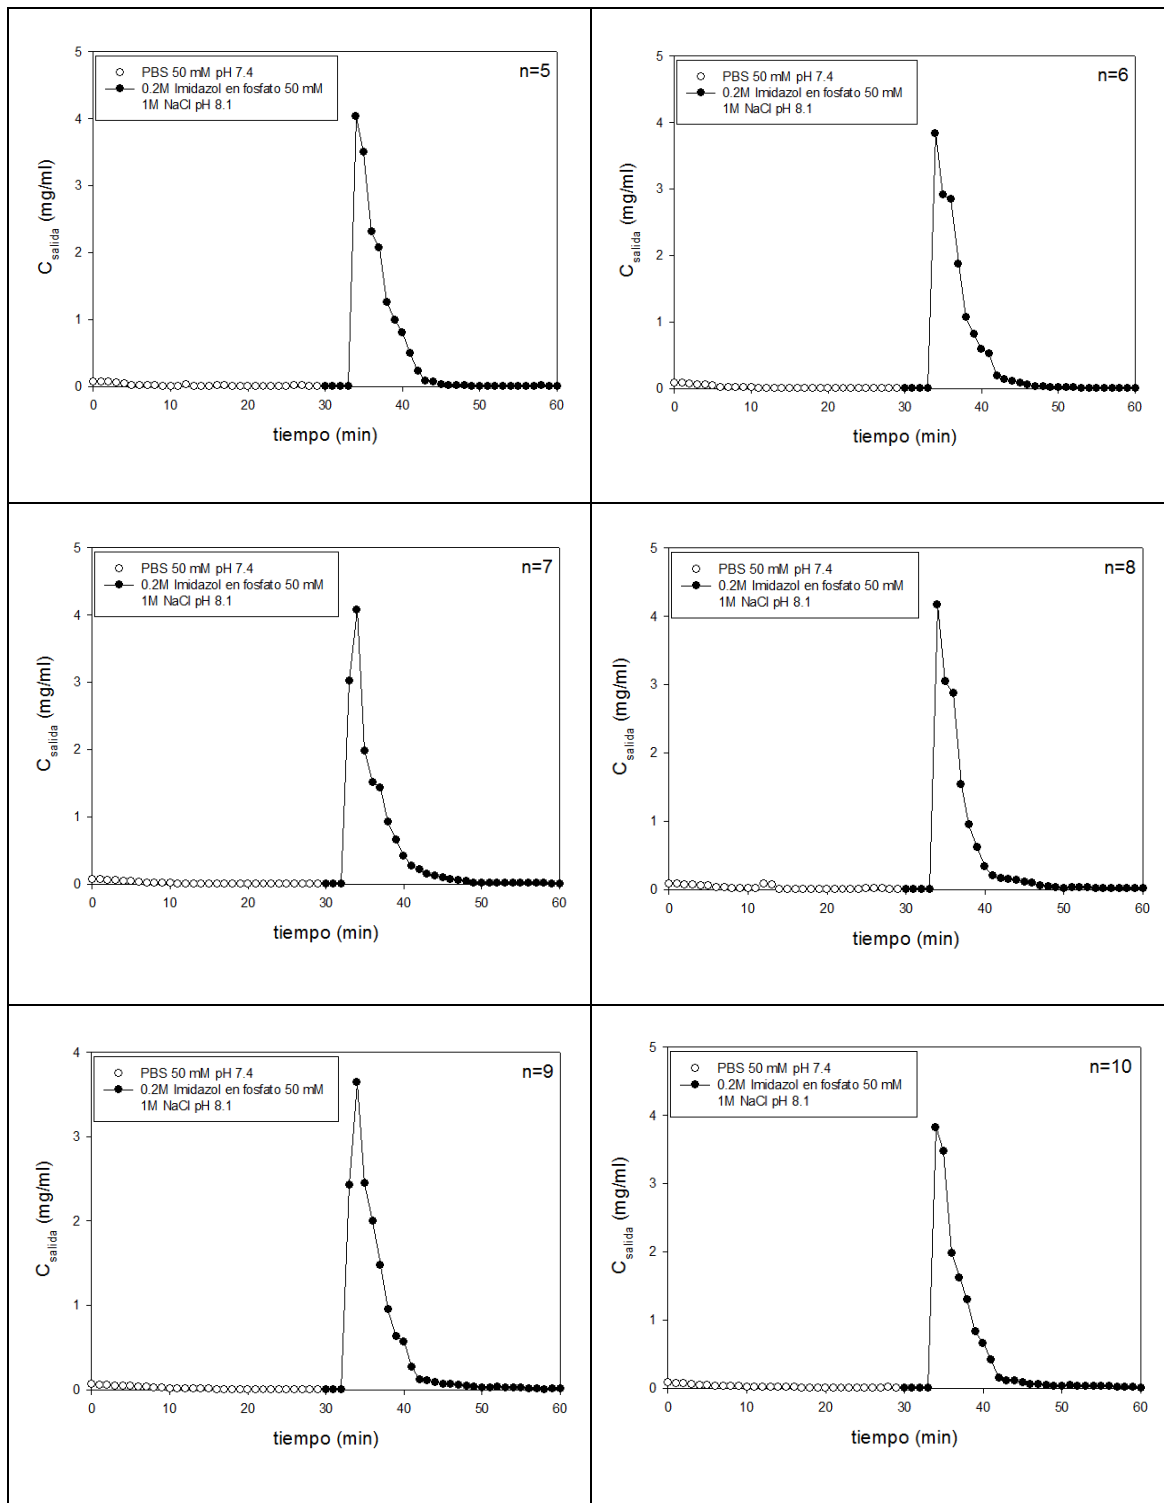 n=5
PBS 50 mM pH 7.4
0.2M Imidazol en fosfato 50 mM
1M NaCl pH 8.1
5
4
3
2
1
0
C salida (mg/ml)
0 10 20 30 40 50 60
tiempo (min)
n=6
PBS 50 mM pH 7.4
0.2M Imidazol en fosfato 50 mM
1M NaCl pH 8.1
5
4
3
2
1
0
C salida (mg/ml)
0 10 20 30 40 50 60
tiempo (min)
n=7
PBS 50 mM pH 7.4
0.2M Imidazol en fosfato 50 mM
1M NaCl pH 8.1
5
4
3
2
1
0
C salida (mg/ml)
0 10 20 30 40 50 60
tiempo (min)
n=8
PBS 50 mM pH 7.4
0.2M Imidazol en fosfato 50 mM
1M NaCl pH 8.1
5
4
3
2
1
0
C salida (mg/ml)
0 10 20 30 40 50 60
tiempo (min)
n=9
PBS 50 mM pH 7.4
0.2M Imidazol en fosfato 50 mM
1M NaCl pH 8.1
4
3
2
1
0
C salida (mg/ml)
0 10 20 30 40 50 60
tiempo (min)
n=10
PBS 50 mM pH 7.4
0.2M Imidazol en fosfato 50 mM
1M NaCl pH 8.1
5
4
3
2
1
0
C salida (mg/ml)
0 10 20 30 40 50 60
tiempo (min)